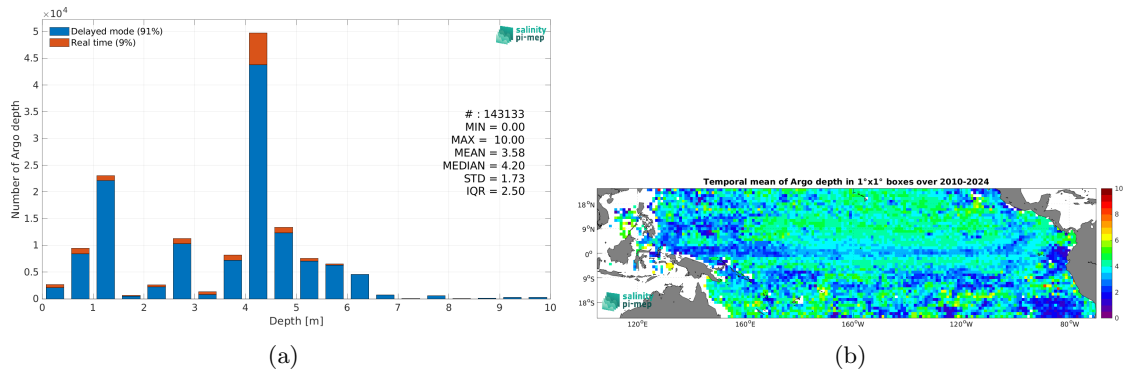 ×10⁴
Delayed mode (91%)
Real time (9%)
salinity
pi-mep
Number of Argo depth
5
4.5
4
3.5
3
2.5
2
1.5
1
0.5
0
# : 143133
MIN = 0.00
MAX = 10.00
MEAN = 3.58
MEDIAN = 4.20
STD = 1.73
IQR = 2.50
0 1 2 3 4 5 6 7 8 9 10
Depth [m]
(a)
Temporal mean of Argo depth in 1°x1° boxes over 2010-2024
18°N
9°N
0°
9°S
18°S
salinity
pi-mep
120°E 160°E 160°W 120°W 80°W
10
8
6
4
2
0
(b)